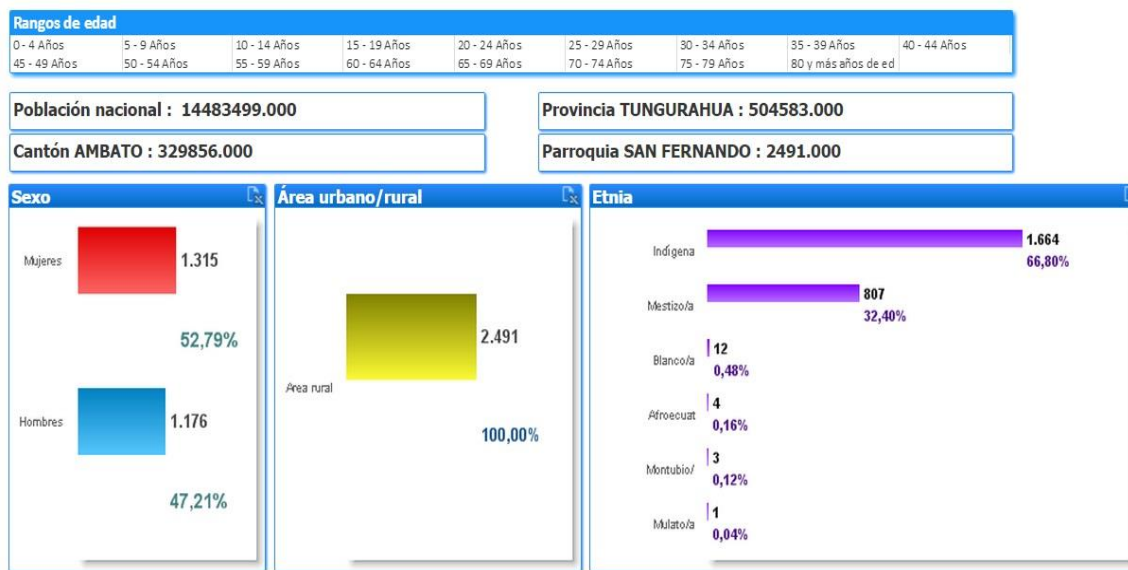 Rangos de edad
0 - 4 Años 5 - 9 Años 10 - 14 Años 15 - 19 Años 20 - 24 Años 25 - 29 Años 30 - 34 Años 35 - 39 Años 40 - 44 Años
45 - 49 Años 50 - 54 Años 55 - 59 Años 60 - 64 Años 65 - 69 Años 70 - 74 Años 75 - 79 Años 80 y más años de ed
Población nacional : 14483499.000
Provincia TUNGURAHUA : 504583.000
Cantón AMBATO : 329856.000
Parroquia SAN FERNANDO : 2491.000
Sexo
Mujeres 1.315
52,79%
Hombres 1.176
47,21%
Área urbano/rural
2.491
Area rural
100,00%
Etnia
Indígena 1.664
66,80%
Mestizo/a 807
32,40%
Blanco/a 12
0,48%
Afroecuat 4
0,16%
Montubio/ 3
0,12%
Mulato/a 1
0,04%